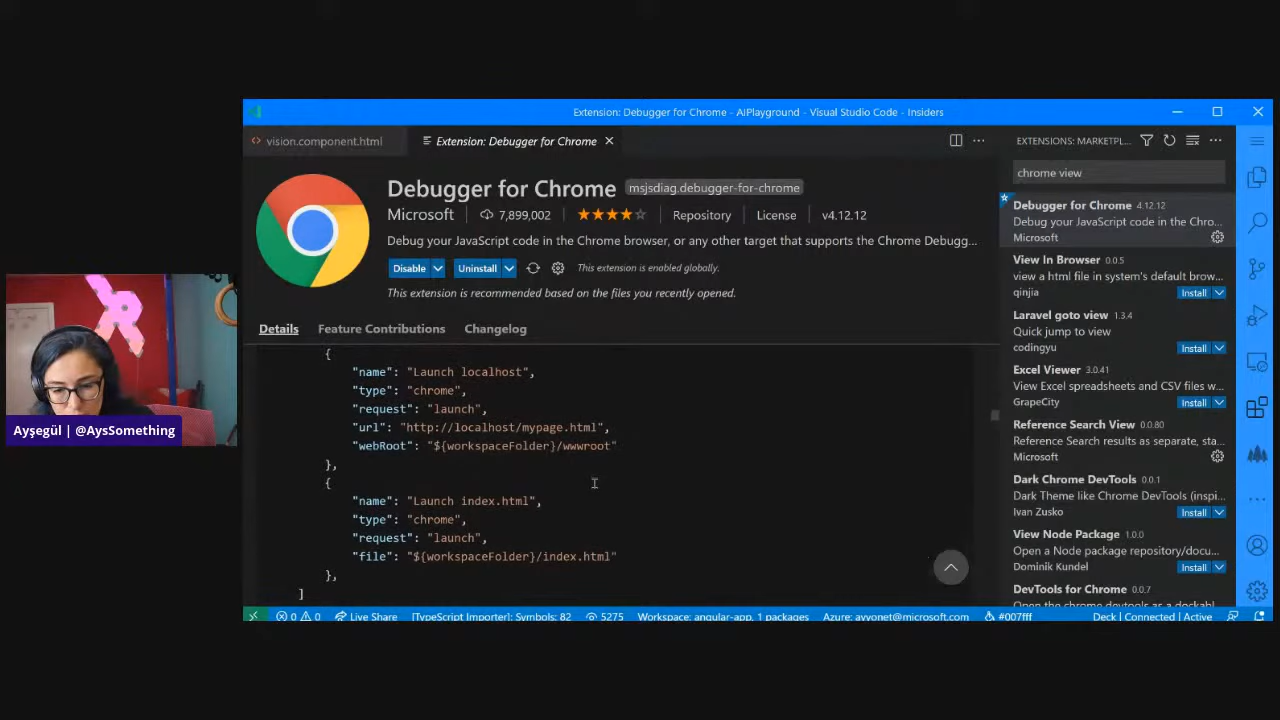 Extension: Debugger for Chrome - AIPlayground - Visual Studio Code - Insiders
vision.component.html
Extension: Debugger for Chrome
EXTENSIONS: MARKETPL...
Debugger for Chrome msjsdiag.debugger-for-chrome
Microsoft 7,899,002 Repository License v4.12.12
Debug your JavaScript code in the Chrome browser, or any other target that supports the Chrome Debugg...
Disable Uninstall This extension is enabled globally.
This extension is recommended based on the files you recently opened.
Details Feature Contributions Changelog
{
"name": "Launch localhost",
"type": "chrome",
"request": "launch",
"url": "http://localhost/mypage.html",
"webRoot": "${workspaceFolder}/wwwroot"
},
{
"name": "Launch index.html",
"type": "chrome",
"request": "launch",
"file": "${workspaceFolder}/index.html"
},
]
chrome view
Debugger for Chrome 4.12.12
Debug your JavaScript code in the Chro...
Microsoft
View In Browser 0.0.5
view a html file in system's default brow...
qinjia Install
Laravel goto view 1.3.4
Quick jump to view
codingyu Install
Excel Viewer 3.0.41
View Excel spreadsheets and CSV files w...
GrapeCity Install
Reference Search View 0.0.80
Reference Search results as separate, sta...
Microsoft
Dark Chrome DevTools 0.0.1
Dark Theme like Chrome DevTools (inspi...
Ivan Zusko Install
View Node Package 1.0.0
Open a Node package repository/docu...
Dominik Kundel Install
DevTools for Chrome 0.0.7
Open the chrome devtools as a dockabl...
Ayşegül | @AysSomething
0 0 Live Share [TypeScript Importer]: Symbols: 82 5275 Workspace: angular-app, 1 packages Azure: ayyonet@microsoft.com #007fff Deck | Connected | Active